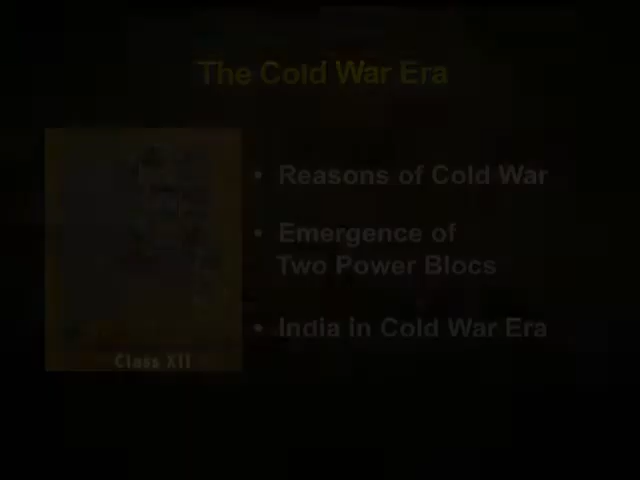 The Cold War Era
• Reasons of Cold War
• Emergence of
Two Power Blocs
• India in Cold War Era
Class XII